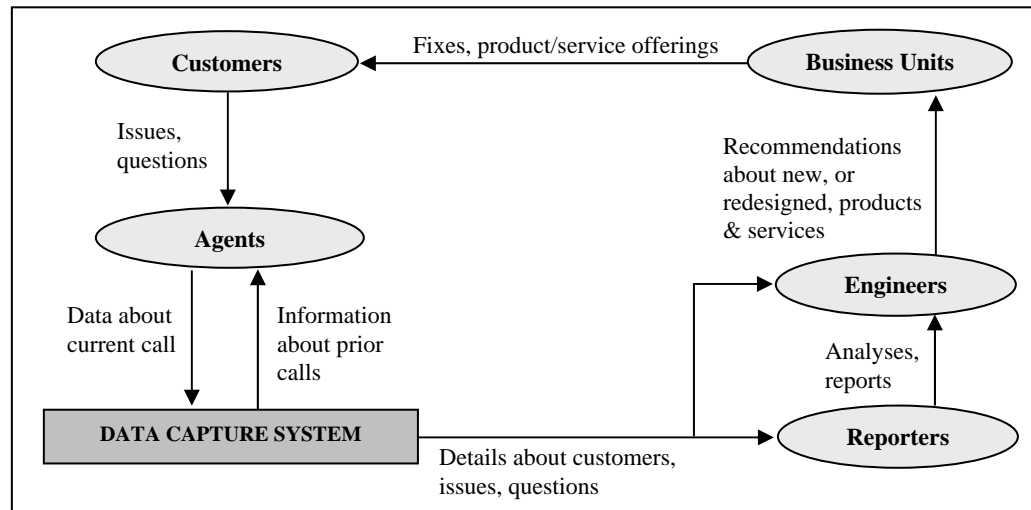 Fixes, product/service offerings
Customers
Business Units
Issues,
questions
Recommendations
about new, or
redesigned, products
& services
Agents
Engineers
Data about
current call
Information
about prior
calls
Analyses,
reports
DATA CAPTURE SYSTEM
Reporters
Details about customers,
issues, questions